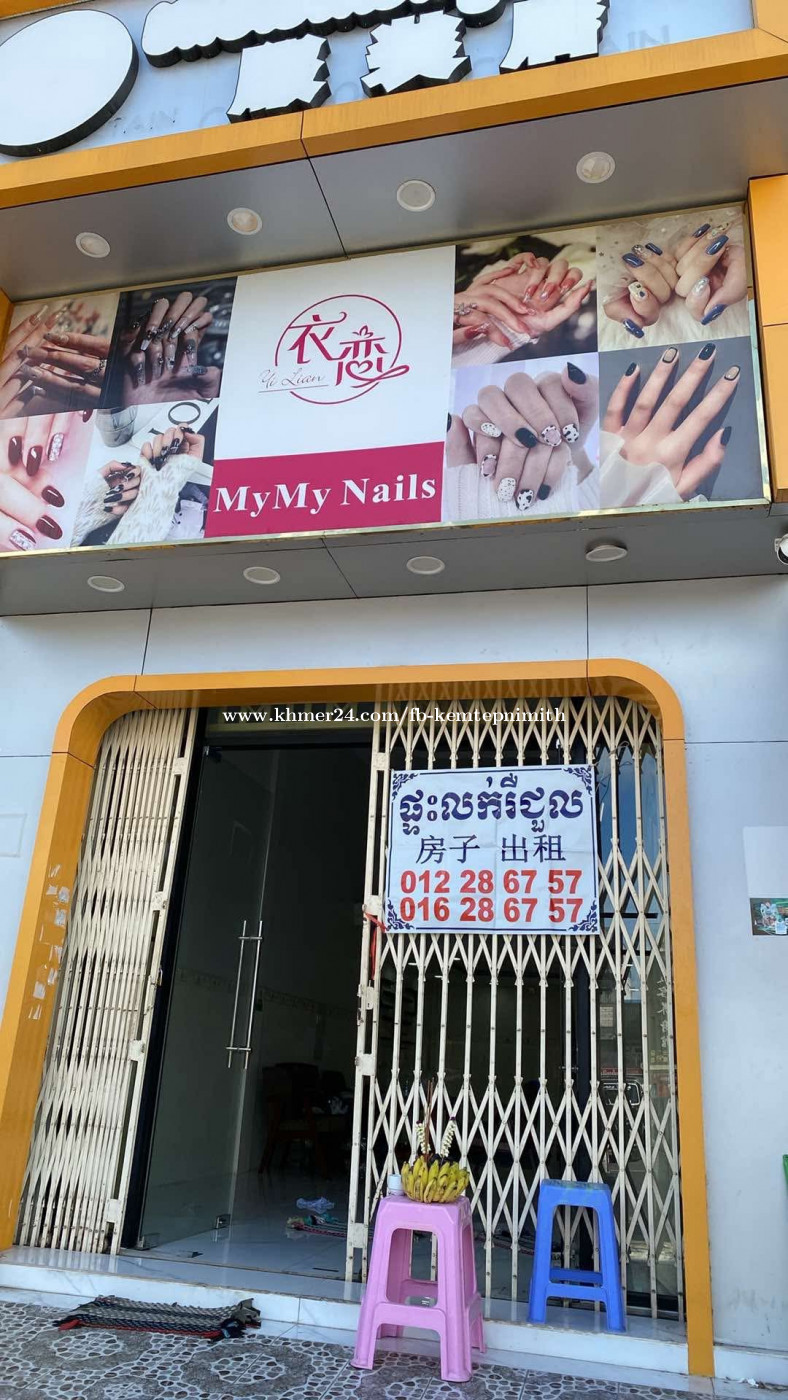 衣恋
Yi Lian
MyMy Nails
www.khmer24.com/fb-kemtepnimith
ផ្ទះលក់រឺជួល
房子 出租
012 28 67 57
016 28 67 57